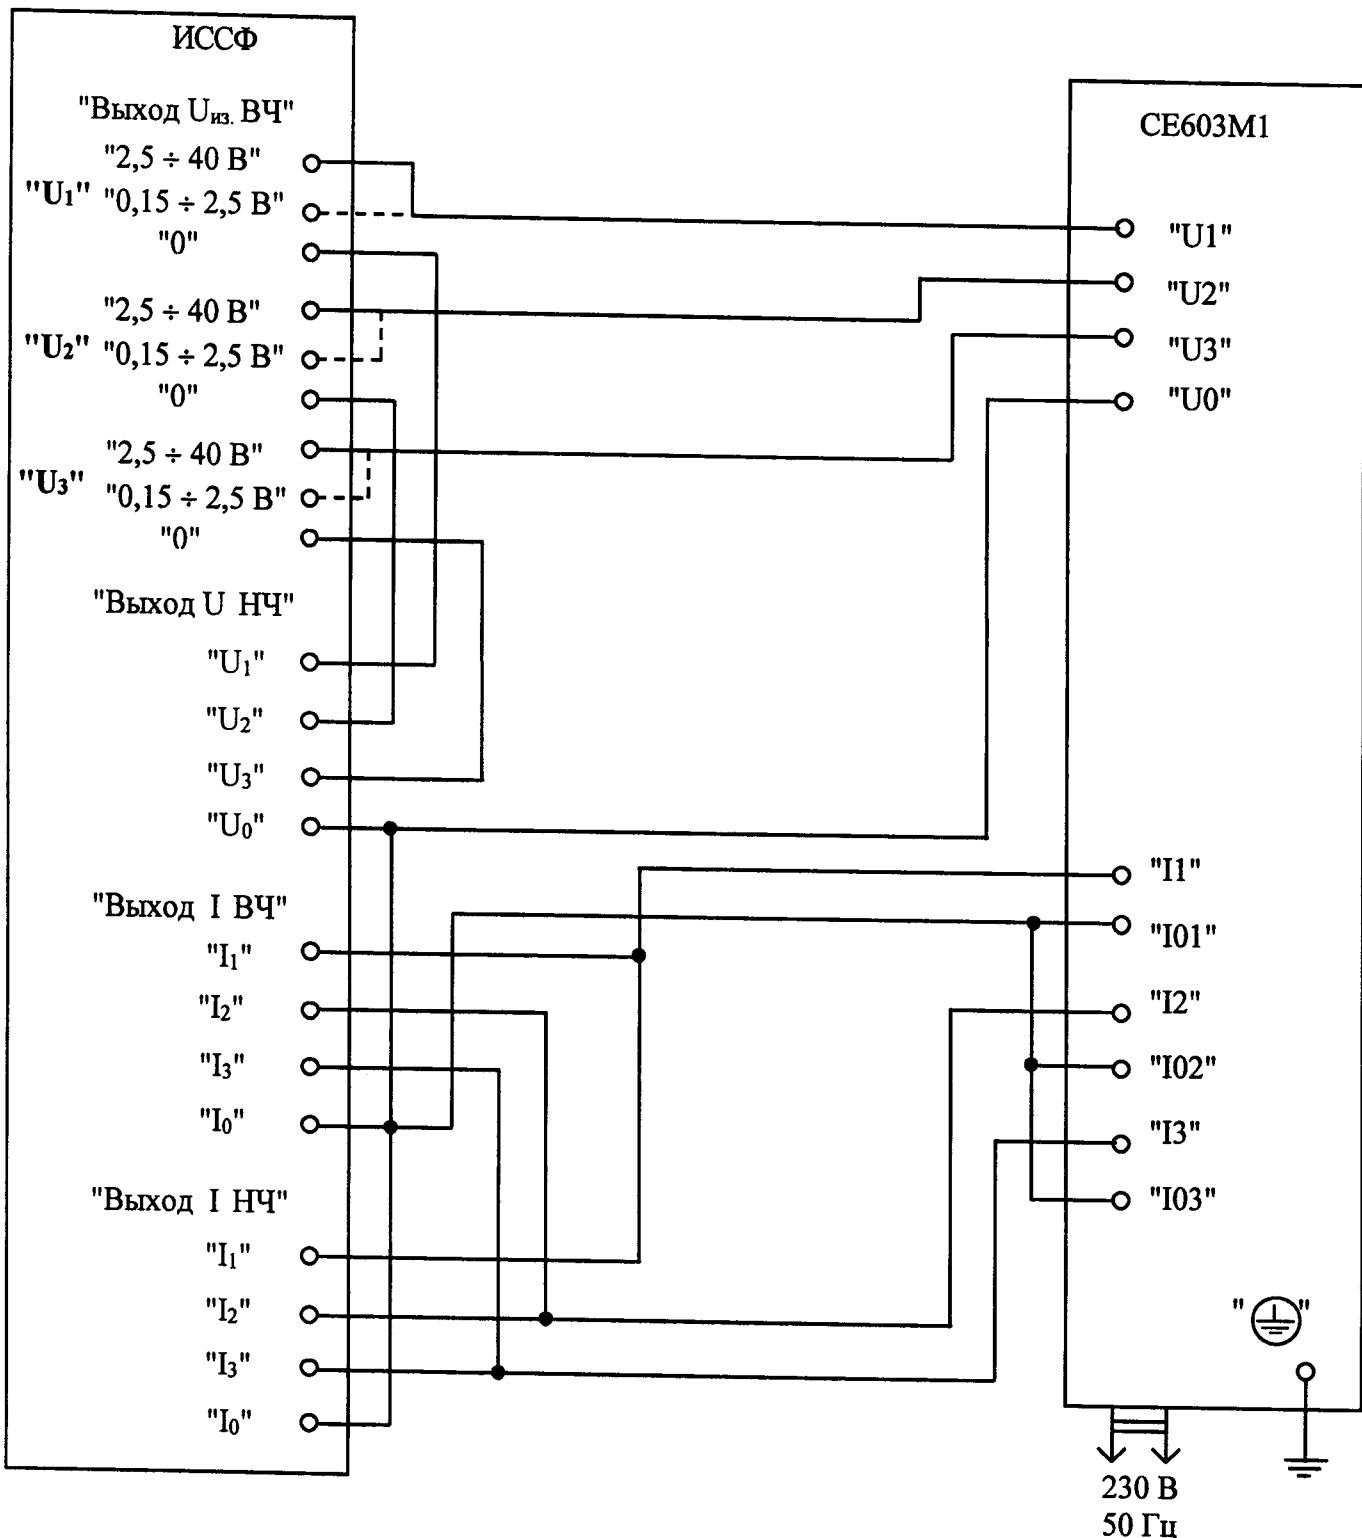 ИССФ
"Выход Uиз. ВЧ"
"2,5 ÷ 40 В"
"U1" "0,15 ÷ 2,5 В"
"0"
"2,5 ÷ 40 В"
"U2" "0,15 ÷ 2,5 В"
"0"
"2,5 ÷ 40 В"
"U3" "0,15 ÷ 2,5 В"
"0"
"Выход U НЧ"
"U1"
"U2"
"U3"
"U0"
"Выход I ВЧ"
"I1"
"I2"
"I3"
"I0"
"Выход I НЧ"
"I1"
"I2"
"I3"
"I0"
СЕ603М1
"U1"
"U2"
"U3"
"U0"
"I1"
"I01"
"I2"
"I02"
"I3"
"I03"
" "
230 В
50 Гц